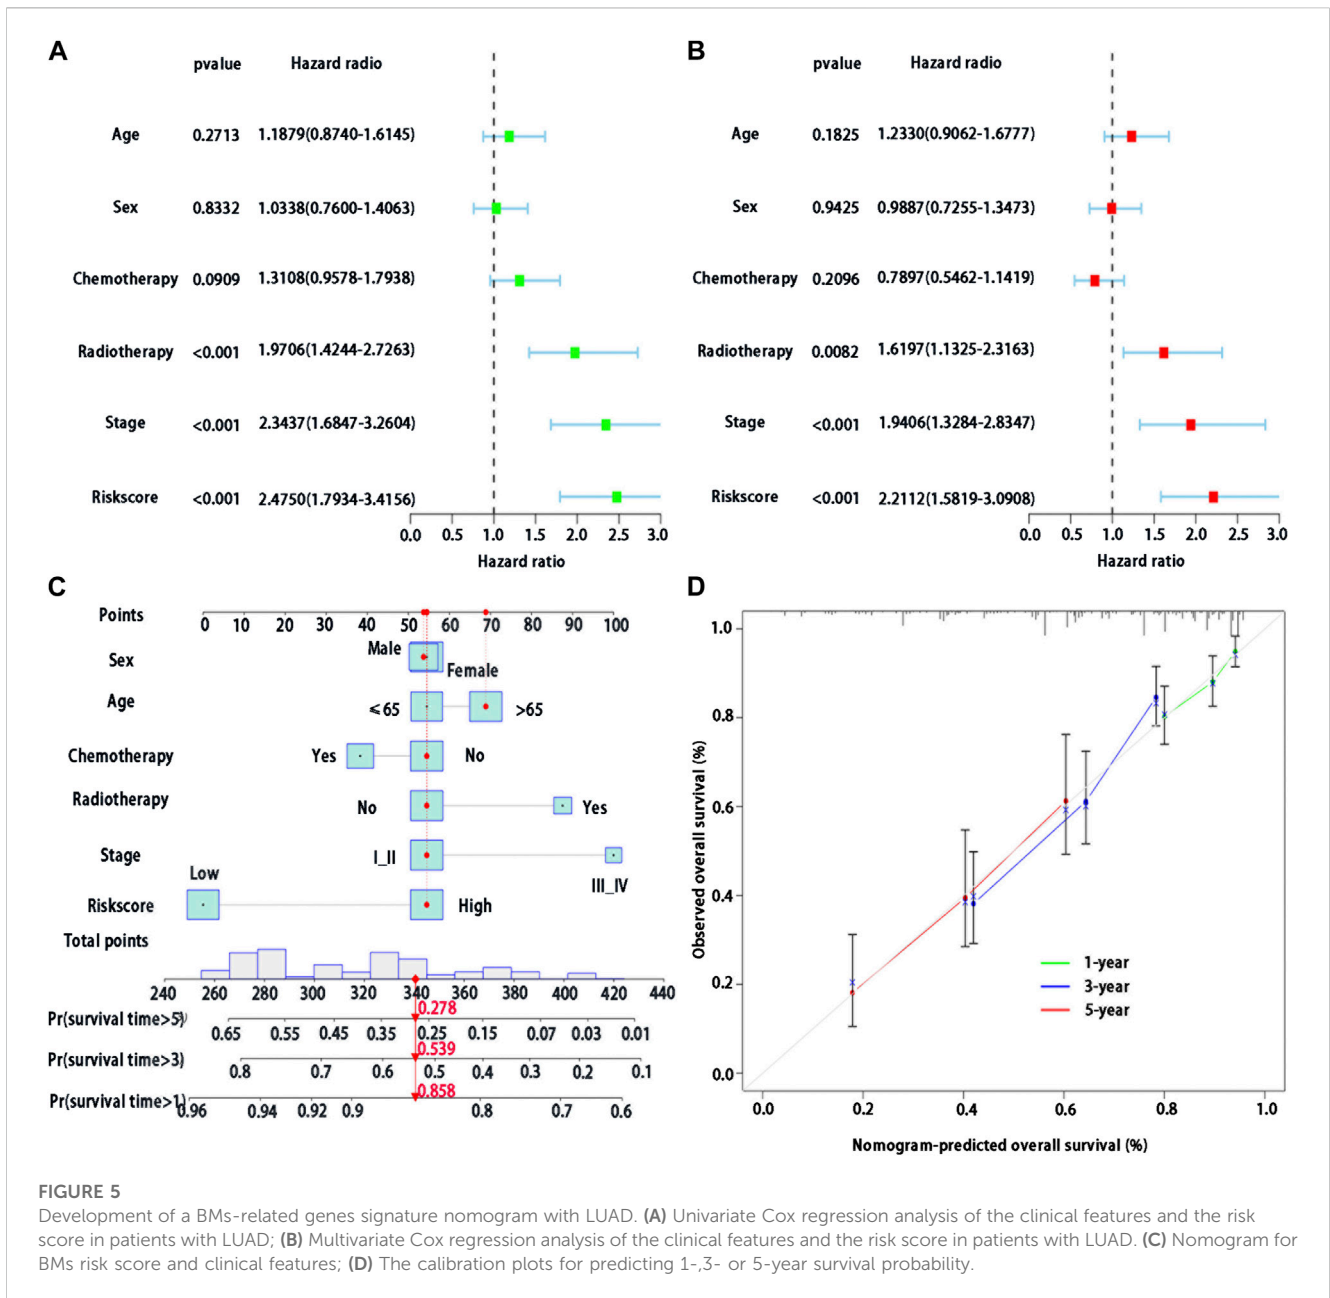 A
pvalue Hazard radio
Age 0.2713 1.1879(0.8740-1.6145)
Sex 0.8332 1.0338(0.7600-1.4063)
Chemotherapy 0.0909 1.3108(0.9578-1.7938)
Radiotherapy <0.001 1.9706(1.4244-2.7263)
Stage <0.001 2.3437(1.6847-3.2604)
Riskscore <0.001 2.4750(1.7934-3.4156)
0.0 0.5 1.0 1.5 2.0 2.5 3.0
Hazard ratio
B
pvalue Hazard radio
Age 0.1825 1.2330(0.9062-1.6777)
Sex 0.9425 0.9887(0.7255-1.3473)
Chemotherapy 0.2096 0.7897(0.5462-1.1419)
Radiotherapy 0.0082 1.6197(1.1325-2.3163)
Stage <0.001 1.9406(1.3284-2.8347)
Riskscore <0.001 2.2112(1.5819-3.0908)
0.0 0.5 1.0 1.5 2.0 2.5 3.0
Hazard ratio
C
Points 0 10 20 30 40 50 60 70 80 90 100
Sex Male Female
Age ≤65 >65
Chemotherapy Yes No
Radiotherapy No Yes
Stage I_II III_IV
Riskscore Low High
Total points
240 260 280 300 320 340 360 380 400 420 440
0.278
Pr(survival time>5)
0.65 0.55 0.45 0.35 0.25 0.15 0.07 0.03 0.01
0.539
Pr(survival time>3)
0.8 0.7 0.6 0.5 0.4 0.3 0.2 0.1
0.858
Pr(survival time>1)
0.96 0.94 0.92 0.9 0.8 0.7 0.6
D
Observed overall survival (%)
1.0
0.8
0.6
0.4
0.2
0.0
1-year
3-year
5-year
0.0 0.2 0.4 0.6 0.8 1.0
Nomogram-predicted overall survival (%)
FIGURE 5
Development of a BMs-related genes signature nomogram with LUAD. (A) Univariate Cox regression analysis of the clinical features and the risk
score in patients with LUAD; (B) Multivariate Cox regression analysis of the clinical features and the risk score in patients with LUAD. (C) Nomogram for
BMs risk score and clinical features; (D) The calibration plots for predicting 1-,3- or 5-year survival probability.